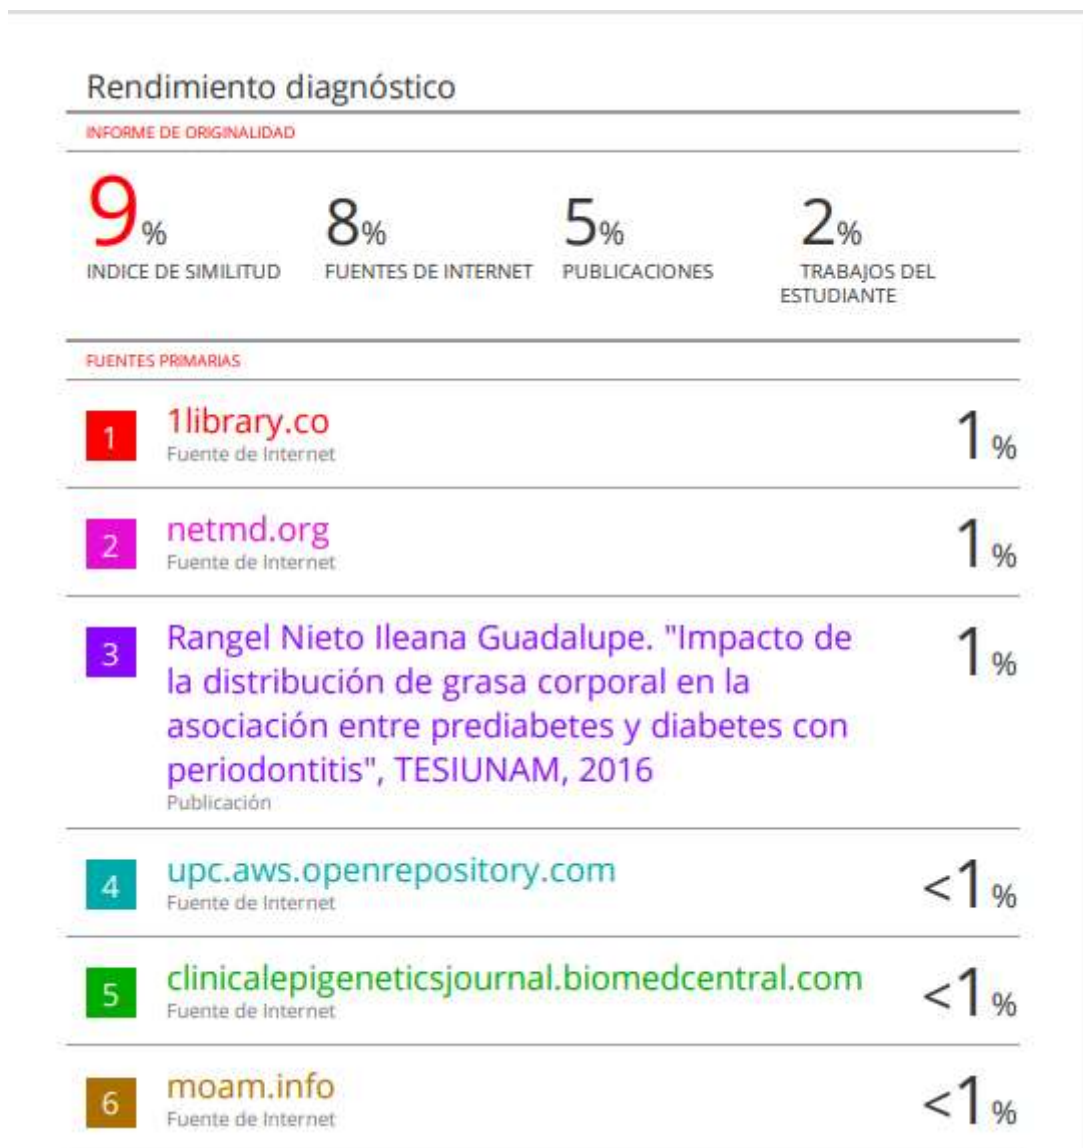 Rendimiento diagnóstico
INFORME DE ORIGINALIDAD
9%
INDICE DE SIMILITUD
8%
FUENTES DE INTERNET
5%
PUBLICACIONES
2%
TRABAJOS DEL
ESTUDIANTE
FUENTES PRIMARIAS
1
1library.co
Fuente de Internet
1%
2
netmd.org
Fuente de Internet
1%
3
Rangel Nieto Ileana Guadalupe. "Impacto de
la distribución de grasa corporal en la
asociación entre prediabetes y diabetes con
periodontitis", TESIUNAM, 2016
Publicación
1%
4
upc.aws.openrepository.com
Fuente de Internet
<1%
5
clinicalepigeneticsjournal.biomedcentral.com
Fuente de Internet
<1%
6
moam.info
Fuente de Internet
<1%